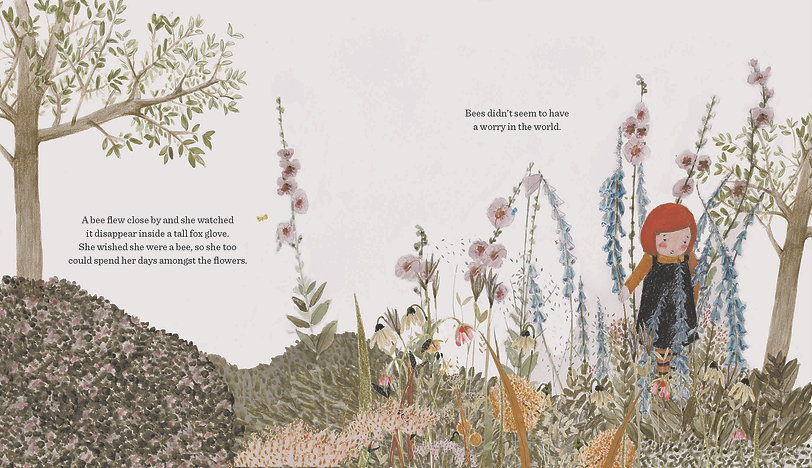 A bee flew close by and she watched
it disappear inside a tall fox glove.
She wished she were a bee, so she too
could spend her days amongst the flowers.
Bees didn't seem to have
a worry in the world.